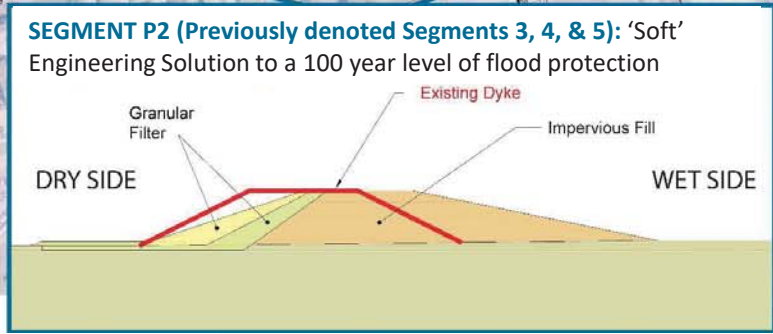 SEGMENT P2 (Previously denoted Segments 3, 4, & 5): ‘Soft’
Engineering Solution to a 100 year level of flood protection
Existing Dyke
Granular
Filter
Impervious Fill
DRY SIDE
WET SIDE